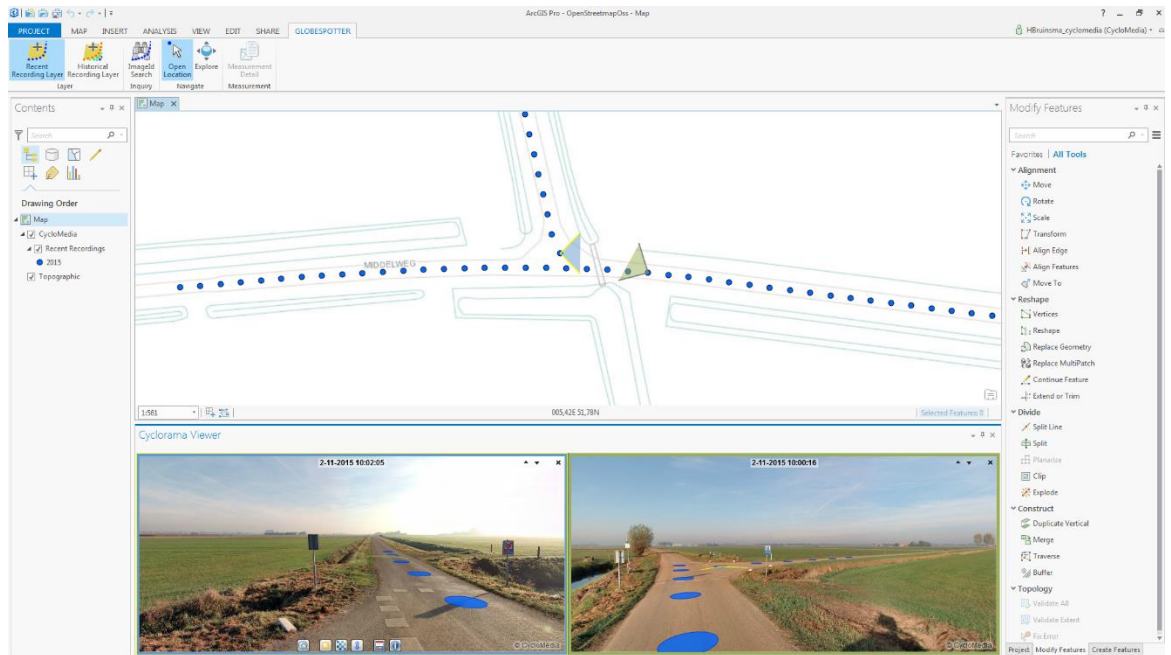 ArcGIS Pro - OpenStreetmapOss - Map
PROJECT MAP INSERT ANALYSIS VIEW EDIT SHARE GLOBESPOTTER
HBruinsma_cyclomedia (CycloMedia)
Recent Recording Layer
Historical Recording Layer
ImageId Search
Open Location
Explore
Measurement Detail
Layer Inquiry Navigate Measurement
Contents
Search
Drawing Order
Map
CycloMedia
Recent Recordings
2015
Topographic
Map
MIDDELWEG
1:561
005,42E 51,78N
Selected Features: 0
Cyclorama Viewer
2-11-2015 10:02:05
© CycloMedia
2-11-2015 10:00:16
© CycloMedia
Modify Features
Search
Favorites | All Tools
Alignment
Move
Rotate
Scale
Transform
Align Edge
Align Features
Move To
Reshape
Vertices
Reshape
Replace Geometry
Replace MultiPatch
Continue Feature
Extend or Trim
Divide
Split Line
Split
Planarize
Clip
Explode
Construct
Duplicate Vertical
Merge
Traverse
Buffer
Topology
Validate All
Validate Extent
Fix Error
Project Modify Features Create Features